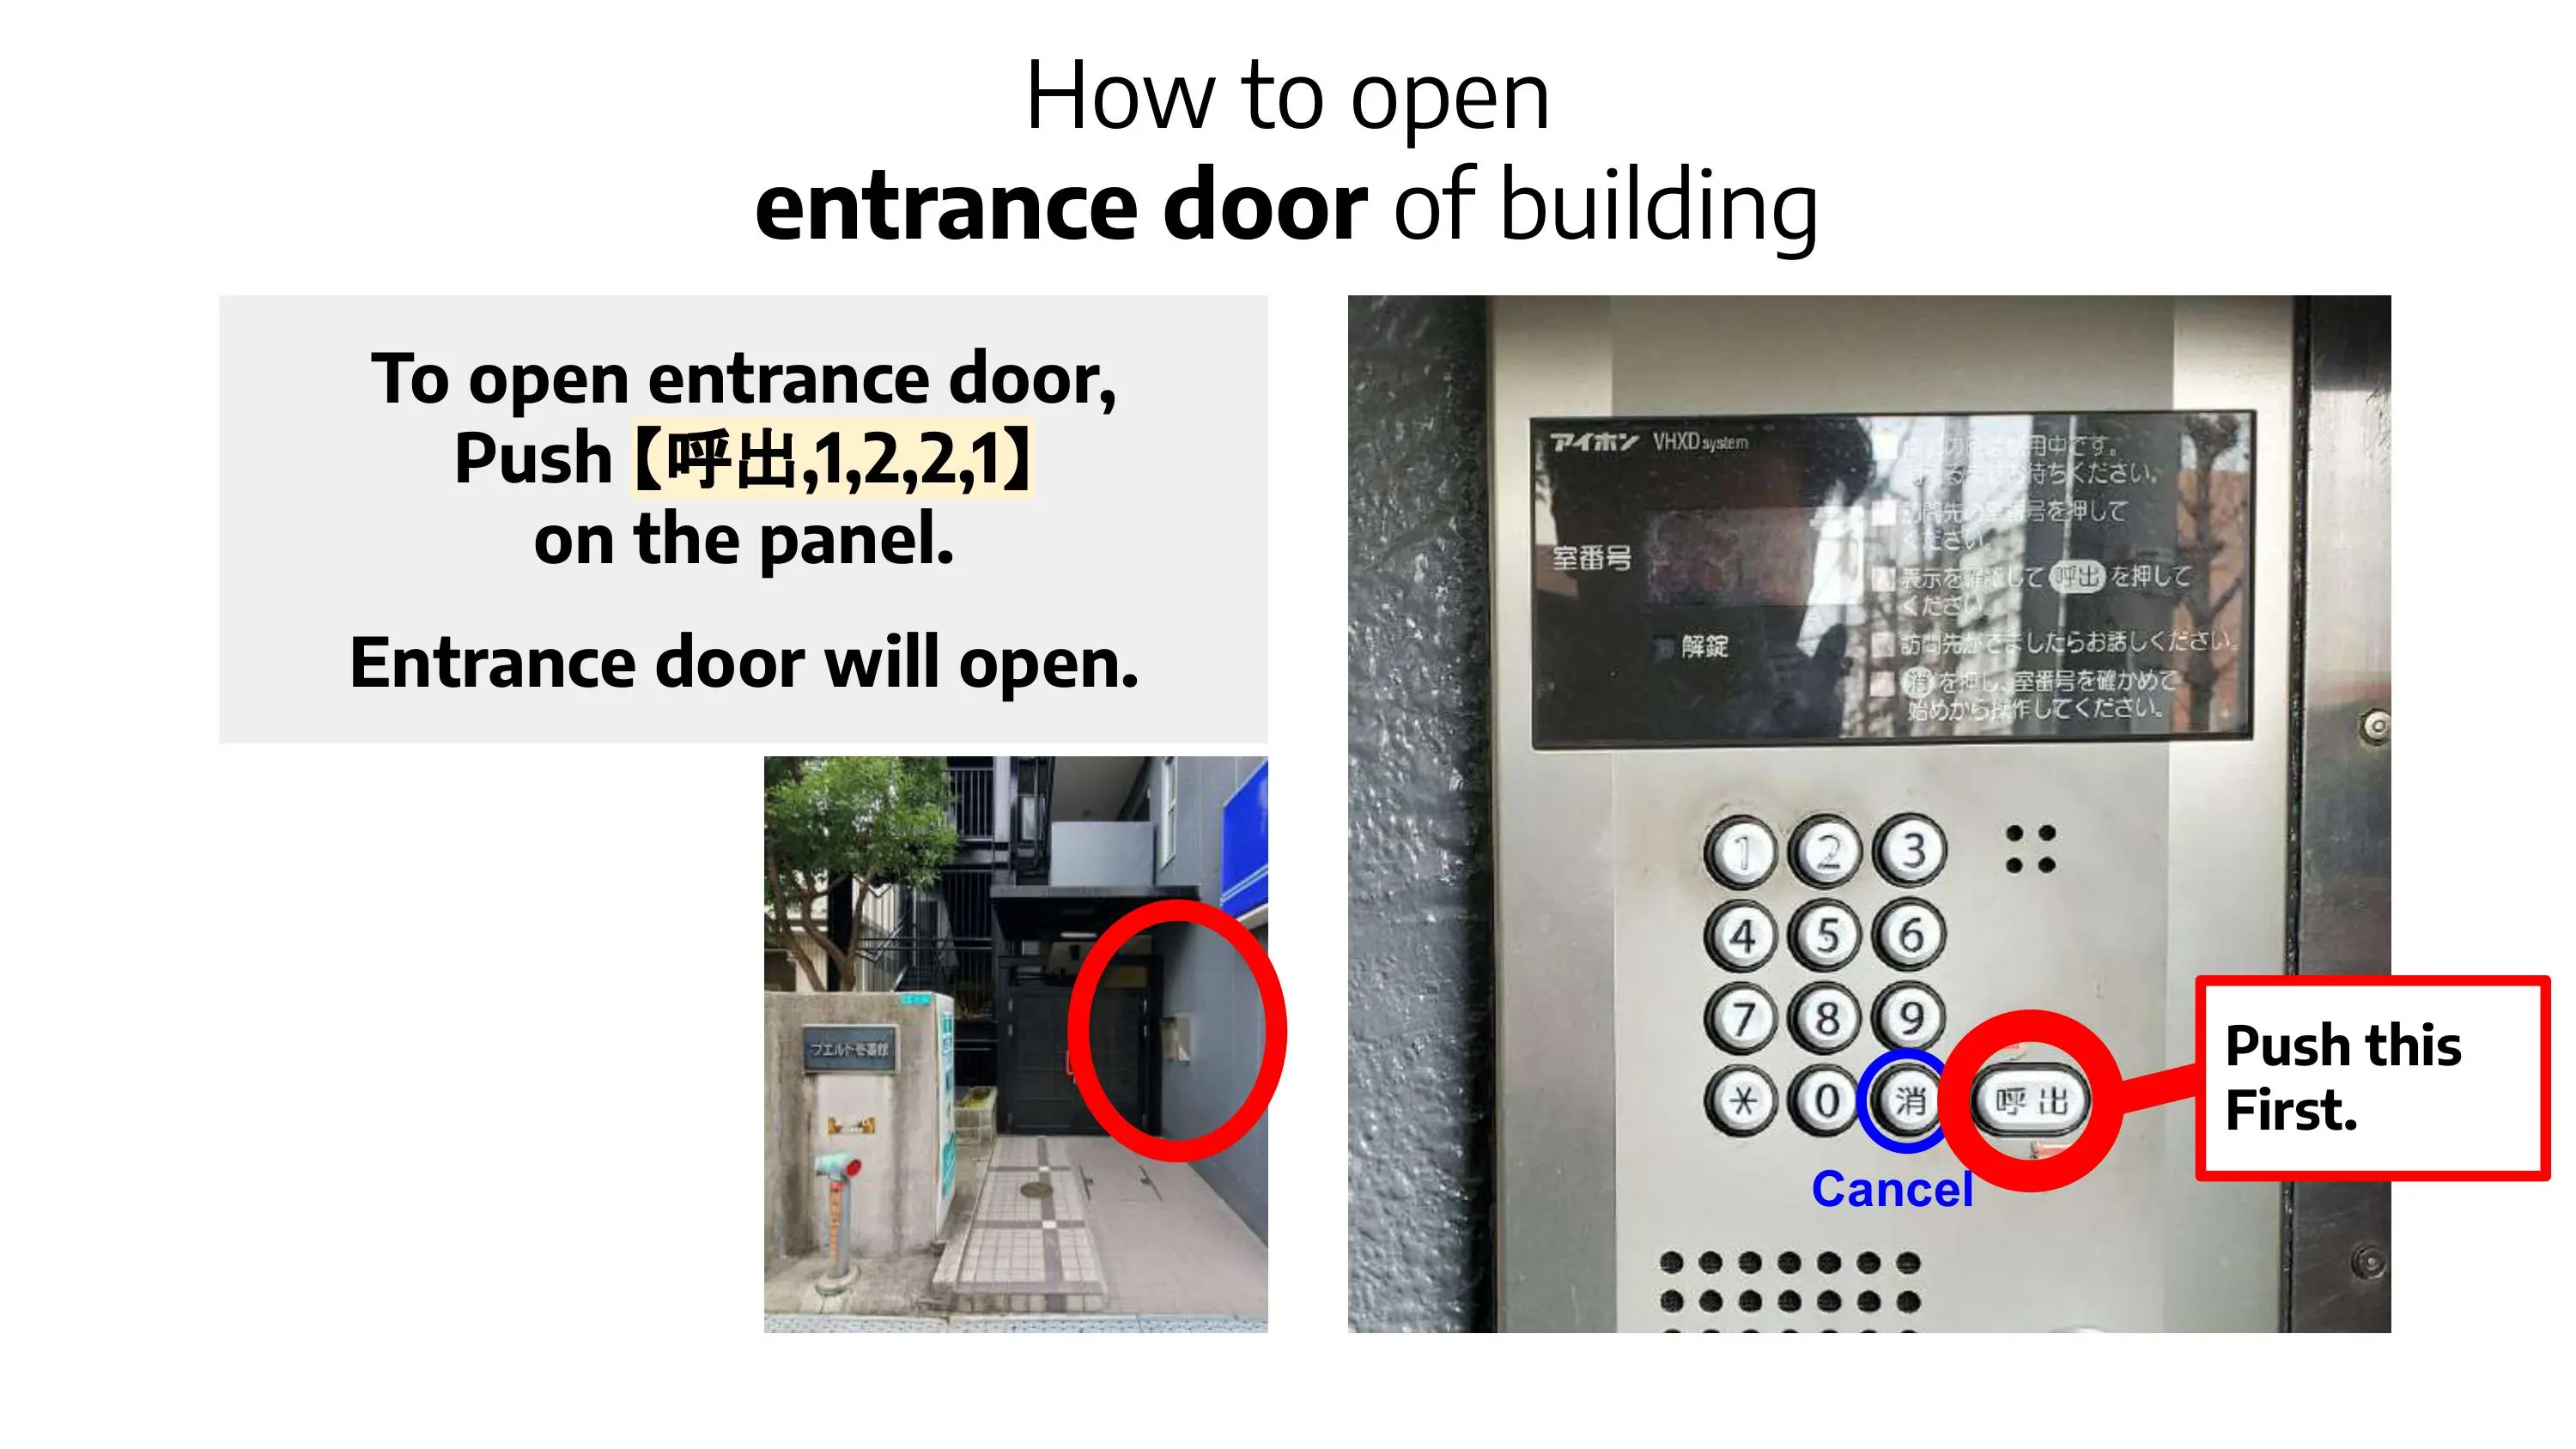 How to open
entrance door of building
To open entrance door,
Push【呼出,1,2,2,1】
on the panel.
Entrance door will open.
プエルト壱番館
アイホン VHXD system
用中です。
待ちください。
訪問先の室番号を押して
ください。
室番号
表示を確認して 呼出 を押して
ください。
解錠
訪問先がでましたらお話しください。
消 を押し、室番号を確かめて
始めから操作してください。
1 2 3
4 5 6
7 8 9
* 0 消 呼出
Cancel
Push this
First.